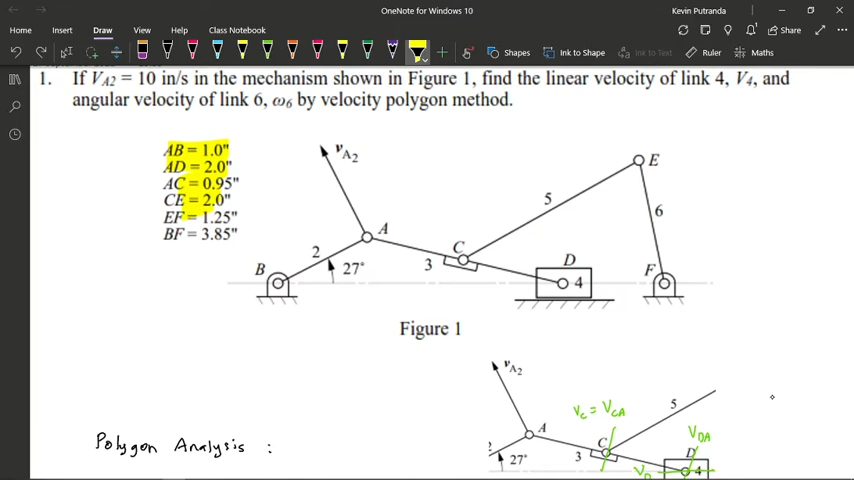 OneNote for Windows 10
Kevin Putranda
Home
Insert
Draw
View
Help
Class Notebook
Share
Shapes
Ink to Shape
Ink to Text
Ruler
Maths
1. If VA2 = 10 in/s in the mechanism shown in Figure 1, find the linear velocity of link 4, V4, and
angular velocity of link 6, ω6 by velocity polygon method.
AB = 1.0"
AD = 2.0"
AC = 0.95"
CE = 2.0"
EF = 1.25"
BF = 3.85"
vA2
E
5
6
A
2
C
B
27°
3
D
F
4
Figure 1
vA2
5
VC = VCA
A
C
VDA
2
27°
3
D
VD
4
Polygon Analysis :